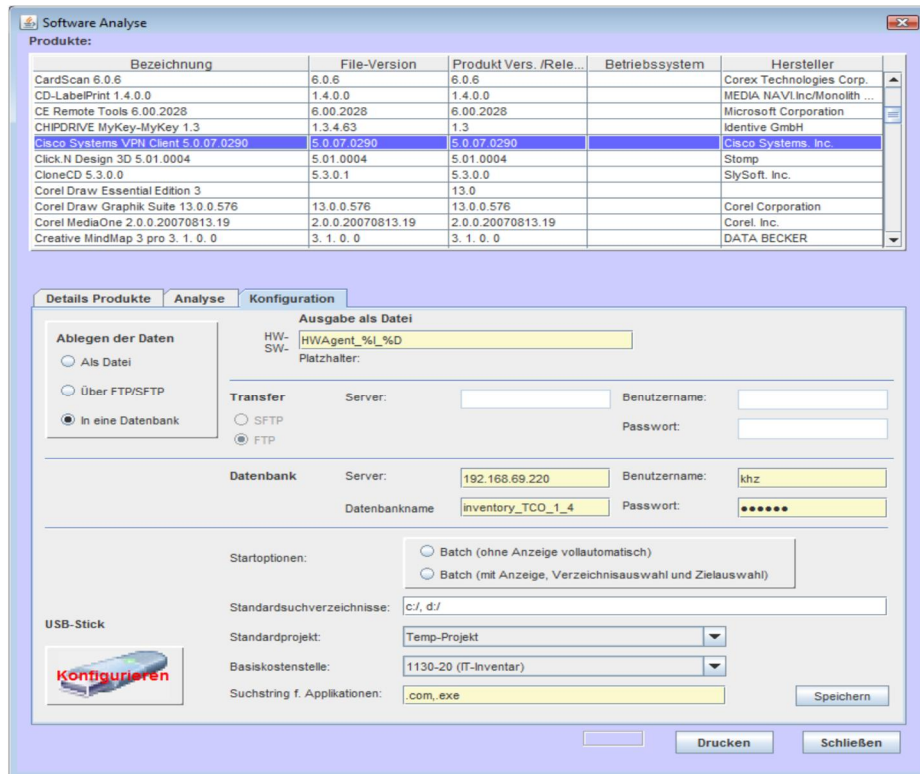 Software Analyse
Produkte:
Bezeichnung File-Version Produkt Vers. /Rele... Betriebssystem Hersteller
CardScan 6.0.6 6.0.6 6.0.6 Corex Technologies Corp.
CD-LabelPrint 1.4.0.0 1.4.0.0 1.4.0.0 MEDIA NAVI.Inc/Monolith ...
CE Remote Tools 6.00.2028 6.00.2028 6.00.2028 Microsoft Corporation
CHIPDRIVE MyKey-MyKey 1.3 1.3.4.63 1.3 Identive GmbH
Cisco Systems VPN Client 5.0.07.0290 5.0.07.0290 5.0.07.0290 Cisco Systems. Inc.
Click.N Design 3D 5.01.0004 5.01.0004 5.01.0004 Stomp
CloneCD 5.3.0.0 5.3.0.1 5.3.0.0 SlySoft. Inc.
Corel Draw Essential Edition 3 13.0
Corel Draw Graphik Suite 13.0.0.576 13.0.0.576 13.0.0.576 Corel Corporation
Corel MediaOne 2.0.0.20070813.19 2.0.0.20070813.19 2.0.0.20070813.19 Corel. Inc.
Creative MindMap 3 pro 3. 1. 0. 0 3. 1. 0. 0 3. 1. 0. 0 DATA BECKER
Details Produkte Analyse Konfiguration
Ausgabe als Datei
Ablegen der Daten
HW-
SW-
HWAgent_%I_%D
Platzhalter:
Als Datei
Über FTP/SFTP
In eine Datenbank
Transfer Server: Benutzername:
SFTP
FTP
Passwort:
Datenbank Server: 192.168.69.220 Benutzername: khz
Datenbankname inventory_TCO_1_4 Passwort: ●●●●●●
Startoptionen:
Batch (ohne Anzeige vollautomatisch)
Batch (mit Anzeige, Verzeichnisauswahl und Zielauswahl)
Standardsuchverzeichnisse: c:/, d:/
USB-Stick
Konfigurieren
Standardprojekt: Temp-Projekt
Basiskostenstelle: 1130-20 (IT-Inventar)
Suchstring f. Applikationen: .com,.exe
Speichern
Drucken Schließen